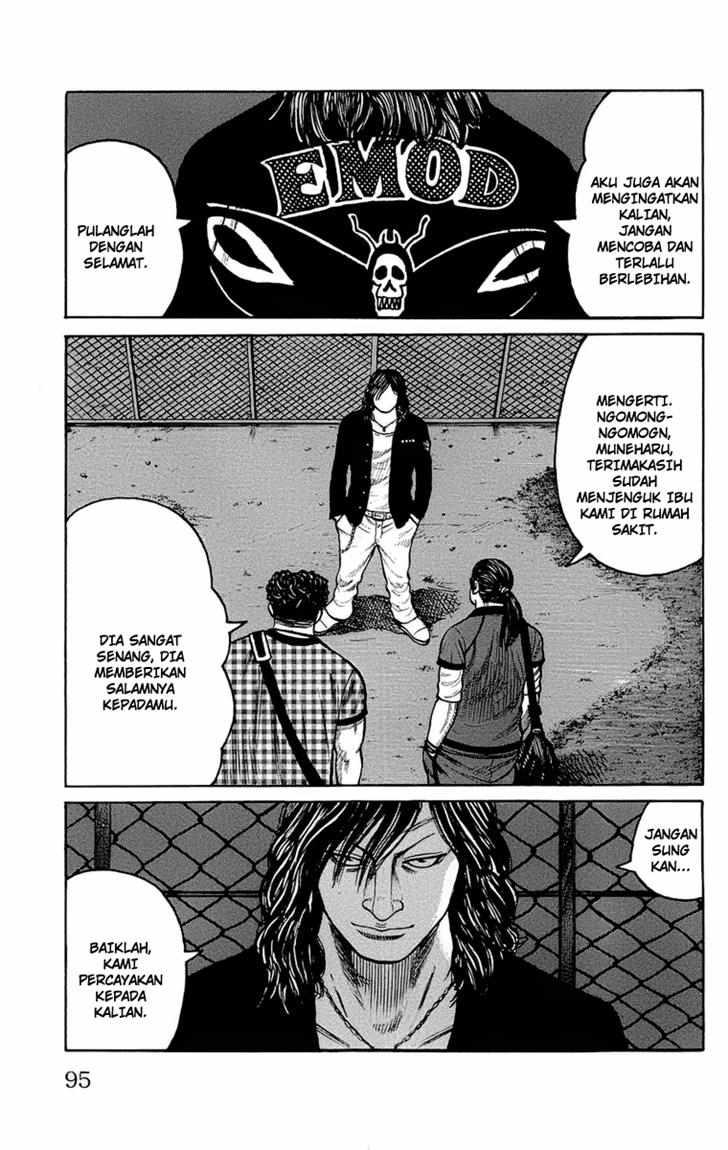 EMOD
AKU JUGA AKAN
MENGINGATKAN
KALIAN,
JANGAN
MENCOBA DAN
TERLALU
BERLEBIHAN.
PULANGLAH
DENGAN
SELAMAT.
MENGERTI.
NGOMONG-
NGOMOGN,
MUNEHARU,
TERIMAKASIH
SUDAH
MENJENGUK IBU
KAMI DI RUMAH
SAKIT.
DIA SANGAT
SENANG, DIA
MEMBERIKAN
SALAMNYA
KEPADAMU.
JANGAN
SUNG
KAN...
BAIKLAH,
KAMI
PERCAYAKAN
KEPADA
KALIAN.
95